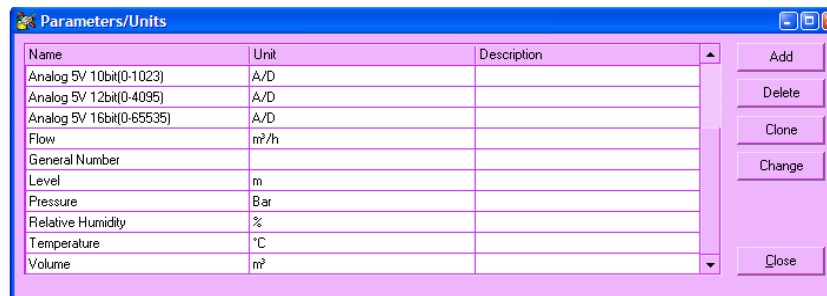 Parameters/Units
Name Unit Description
Add
Analog 5V 10bit(0-1023) A/D
Analog 5V 12bit(0-4095) A/D
Delete
Analog 5V 16bit(0-65535) A/D
Clone
Flow m³/h
General Number
Change
Level m
Pressure Bar
Relative Humidity %
Temperature °C
Volume m³
Close